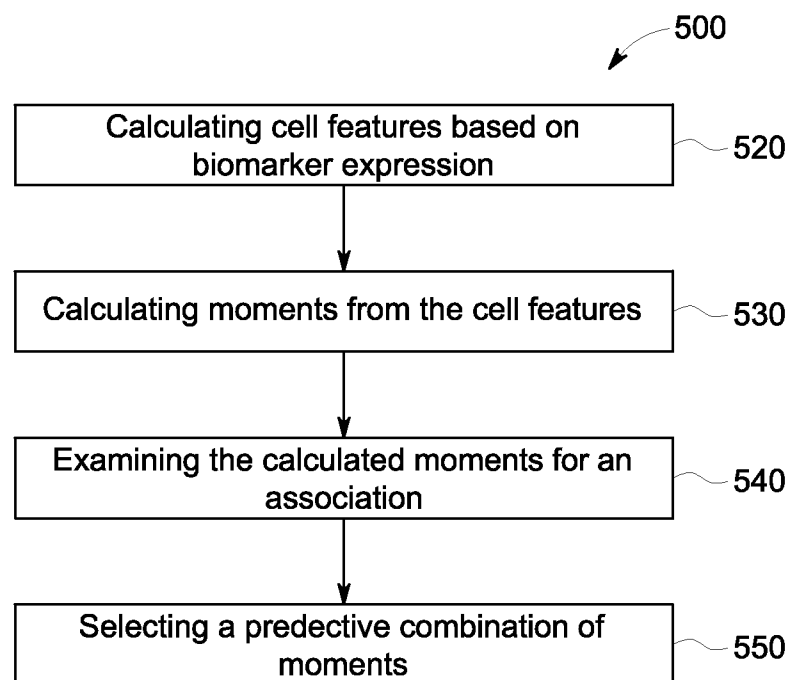 500
Calculating cell features based on
biomarker expression
520
Calculating moments from the cell features
530
Examining the calculated moments for an
association
540
Selecting a predective combination of
moments
550